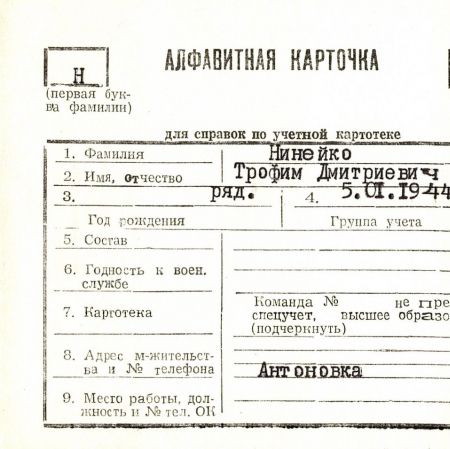 Н
АЛФАВИТНАЯ КАРТОЧКА
(первая бук-
ва фамилии)
для справок по учетной картотеке
1. Фамилия Нинейко
2. Имя, отчество Трофим Дмитриевич
3. ряд. 4. 5.01.1944
Год рождения Группа учета
5. Состав
6. Годность к воен.
службе
7. Карготека
Команда № не пре
спецучет, высшее образо
(подчеркнуть)
8. Адрес м-жительст-
ва и № телефона
Антоновка
9. Место работы, дол-
жность и № тел. ОК